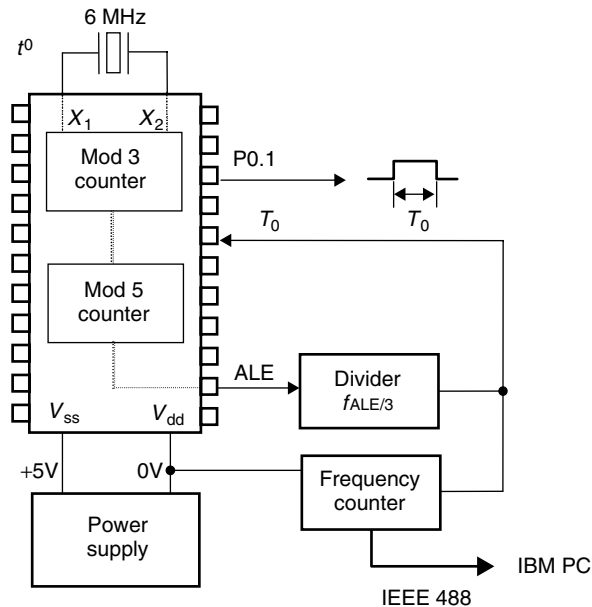 6 MHz
t⁰
X₁ X₂
Mod 3
counter
P0.1
T₀ T₀
Mod 5
counter
ALE
Divider
fALE/3
Vss Vdd
+5V 0V
Frequency
counter
Power
supply
IBM PC
IEEE 488